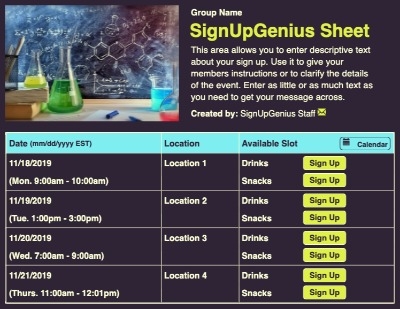 Group Name
SignUpGenius Sheet
This area allows you to enter descriptive text
about your sign up. Use it to give your
members instructions or to clarify the details
of the event. Enter as little or as much text as
you need to get your message across.
Created by: SignUpGenius Staff
Date (mm/dd/yyyy EST) Location Available Slot Calendar
11/18/2019 Location 1 Drinks Sign Up
(Mon. 9:00am - 10:00am) Snacks Sign Up
11/19/2019 Location 2 Drinks Sign Up
(Tue. 1:00pm - 3:00pm) Snacks Sign Up
11/20/2019 Location 3 Drinks Sign Up
(Wed. 7:00am - 9:00am) Snacks Sign Up
11/21/2019 Location 4 Drinks Sign Up
(Thurs. 11:00am - 12:01pm) Snacks Sign Up